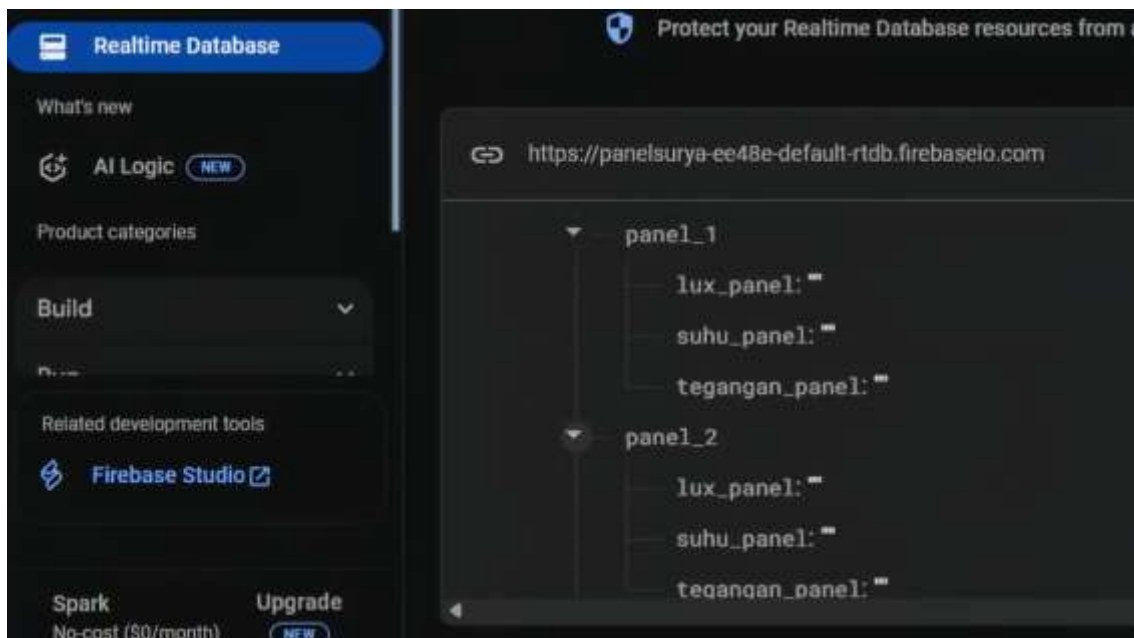 Realtime Database
What's new
AI Logic NEW
Product categories
Build
Related development tools
Firebase Studio
Spark
Upgrade
No-cost ($0/month)
NEW
Protect your Realtime Database resources from
https://panelsurya-ee48e-default-rtdb.firebaseio.com
panel_1
lux_panel: ""
suhu_panel: ""
tegangan_panel: ""
panel_2
lux_panel: ""
suhu_panel: ""
tegangan_panel: ""